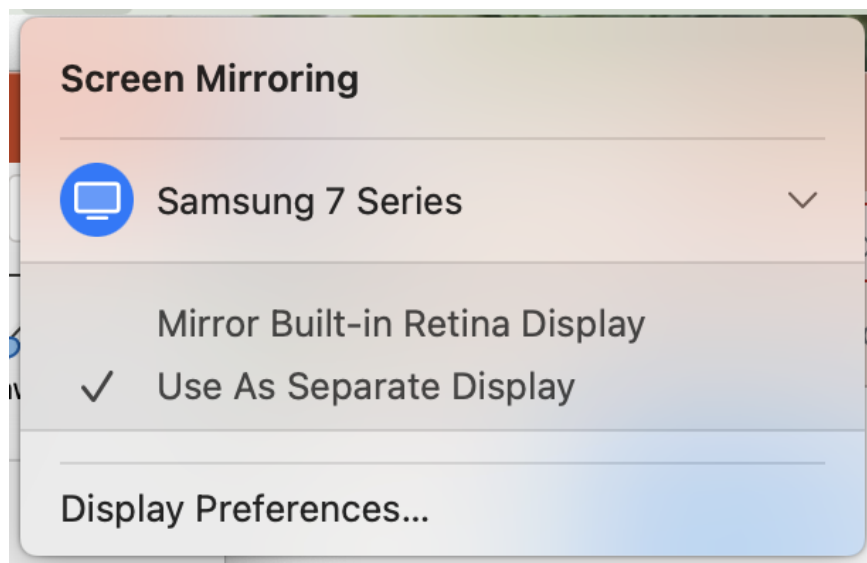 Screen Mirroring
Samsung 7 Series
Mirror Built-in Retina Display
Use As Separate Display
Display Preferences...